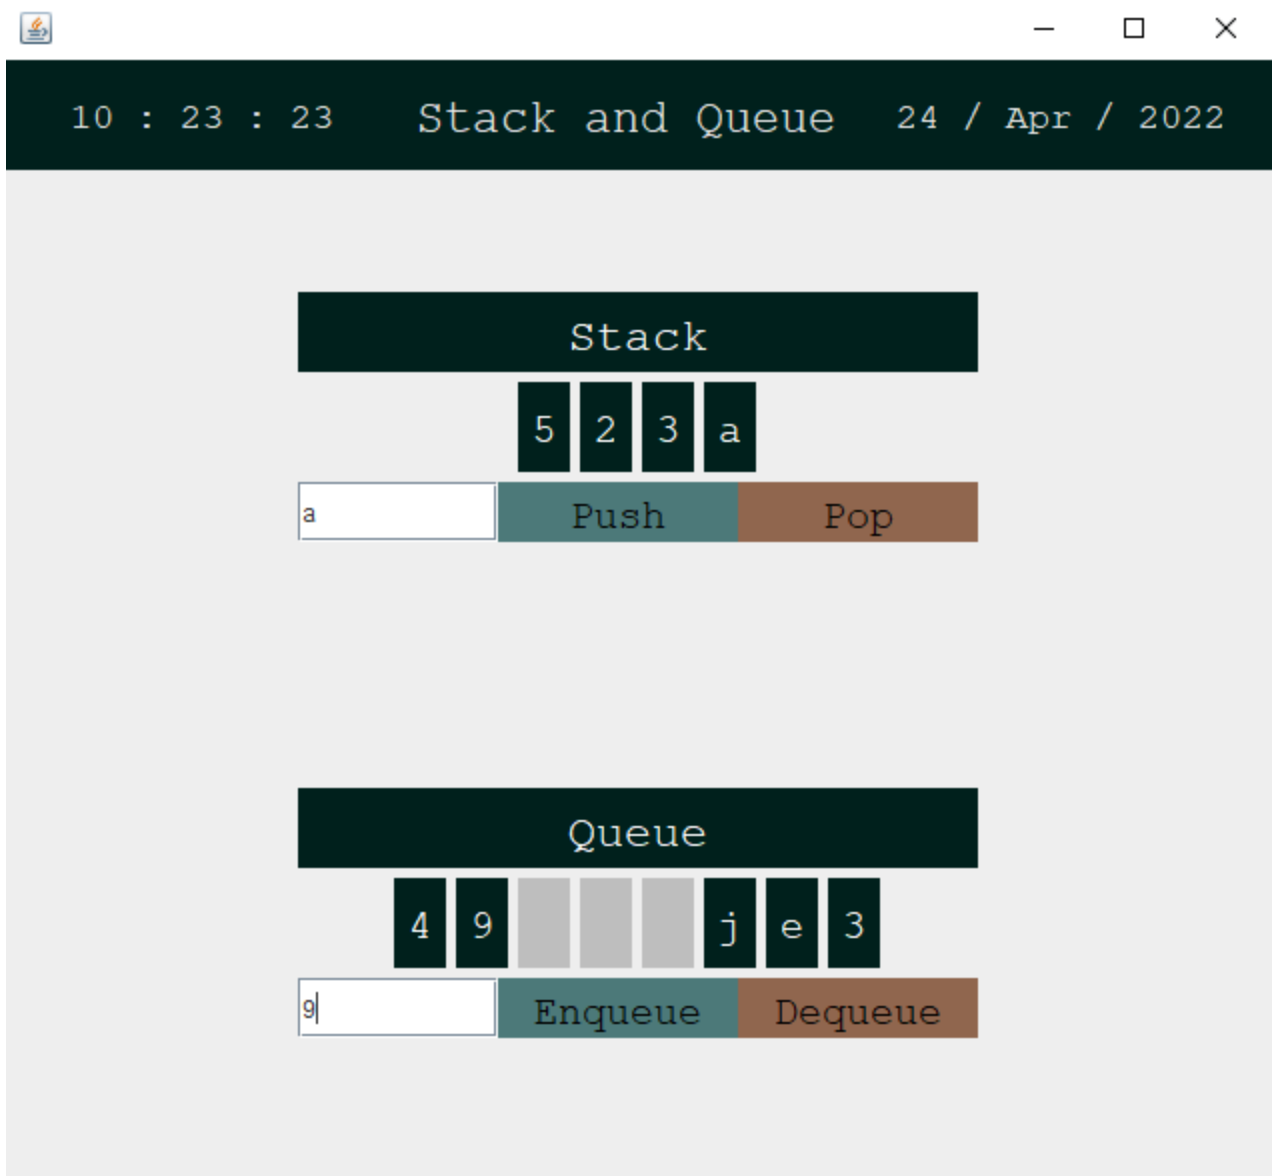 10 : 23 : 23 Stack and Queue 24 / Apr / 2022
Stack
5 2 3 a
a Push Pop
Queue
4 9 j e 3
9 Enqueue Dequeue